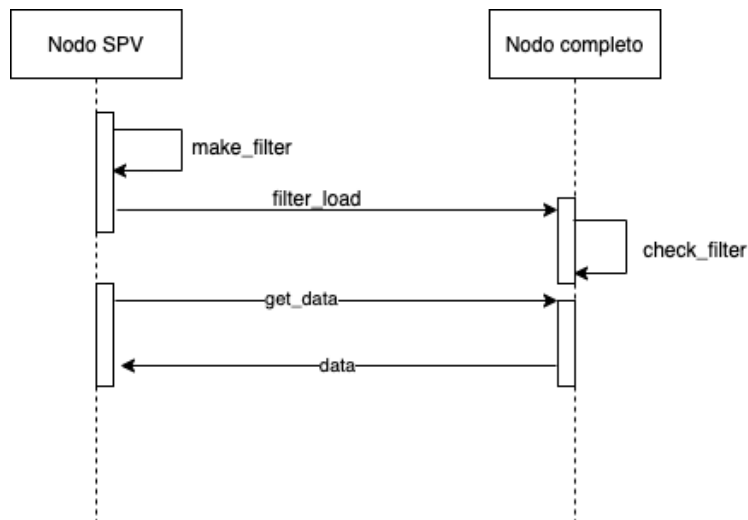 Nodo SPV
Nodo completo
make_filter
filter_load
check_filter
get_data
data